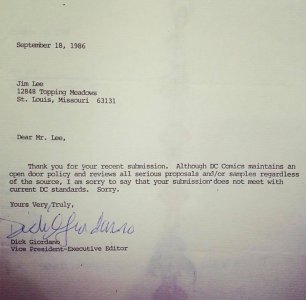 September 18, 1986
Jim Lee
12848 Topping Meadows
St. Louis, Missouri 63131
Dear Mr. Lee,
Thank you for your recent submission. Although DC Comics maintains an
open door policy and reviews all serious proposals and/or samples regardless
of the source, I am sorry to say that your submission does not meet with
current DC standards. Sorry.
Yours Very Truly,
Dick Giordano
Dick Giordano
Vice President-Executive Editor